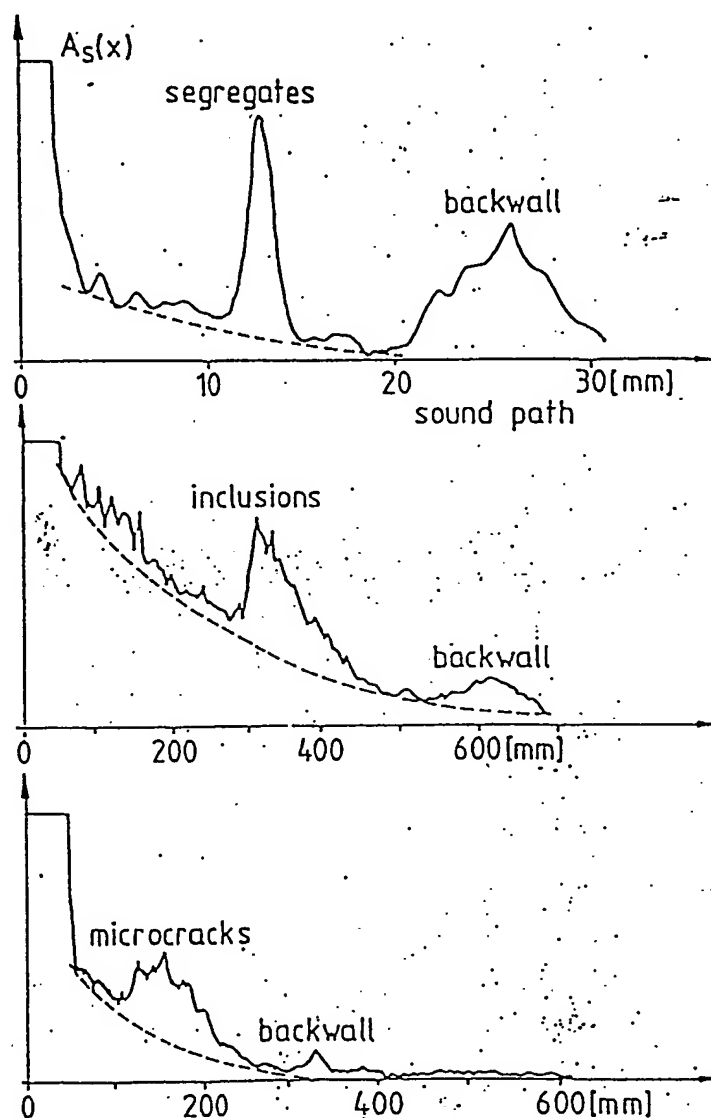 A_S(x)
segregates
backwall
0 10 20 30[mm]
sound path
inclusions
backwall
0 200 400 600[mm]
microcracks
backwall
0 200 400 600[mm]